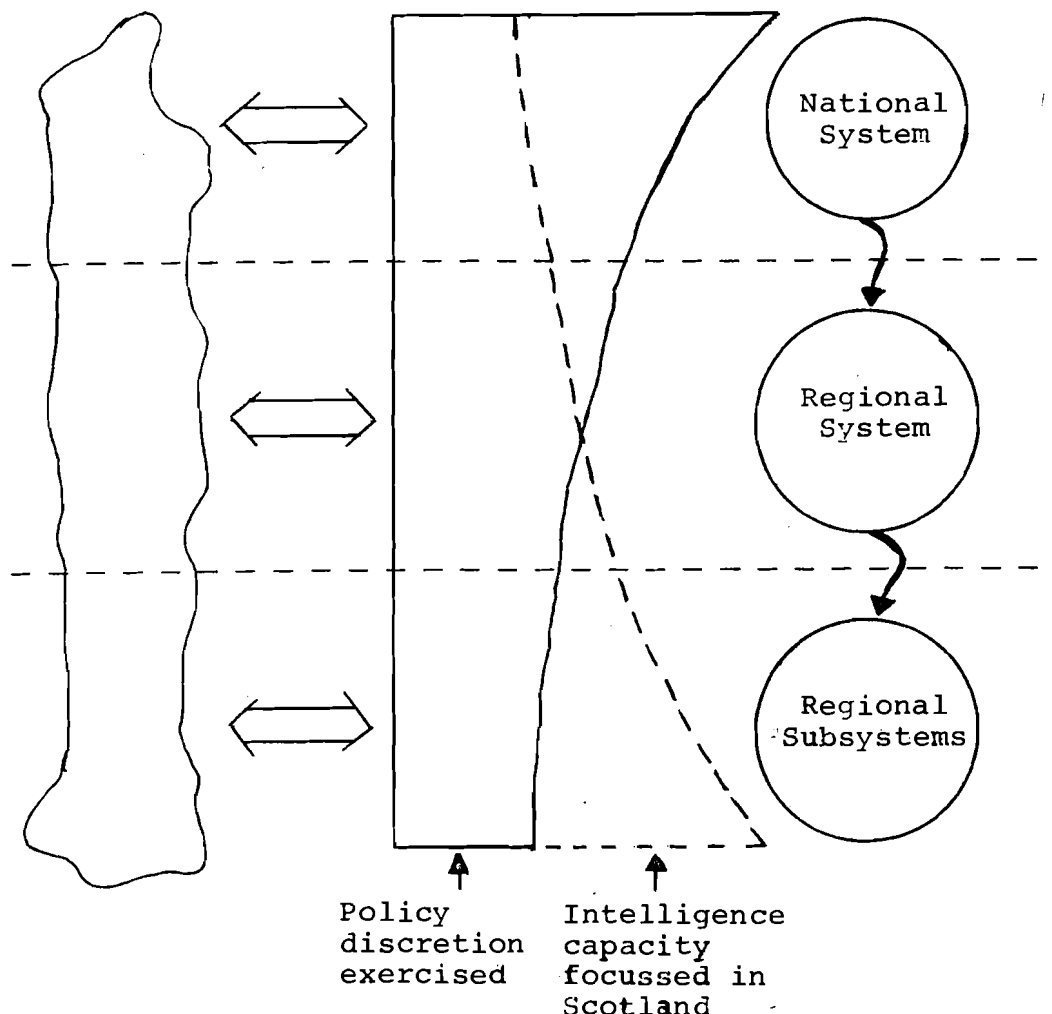 National
System
Regional
System
Regional
Subsystems
Policy
discretion
exercised
Intelligence
capacity
focussed in
Scotland